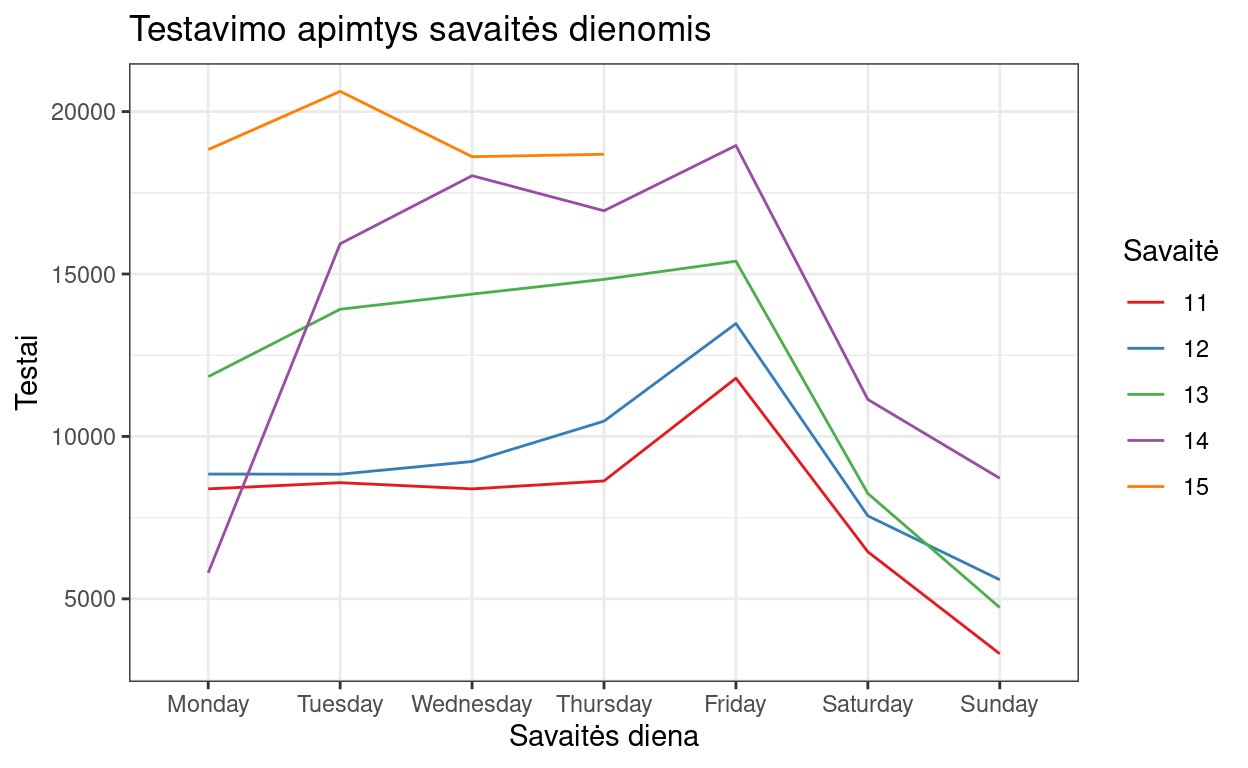 Testavimo apimtys savaitės dienomis
Testai
20000
15000
10000
5000
Monday Tuesday Wednesday Thursday Friday Saturday Sunday
Savaitės diena
Savaitė
11
12
13
14
15